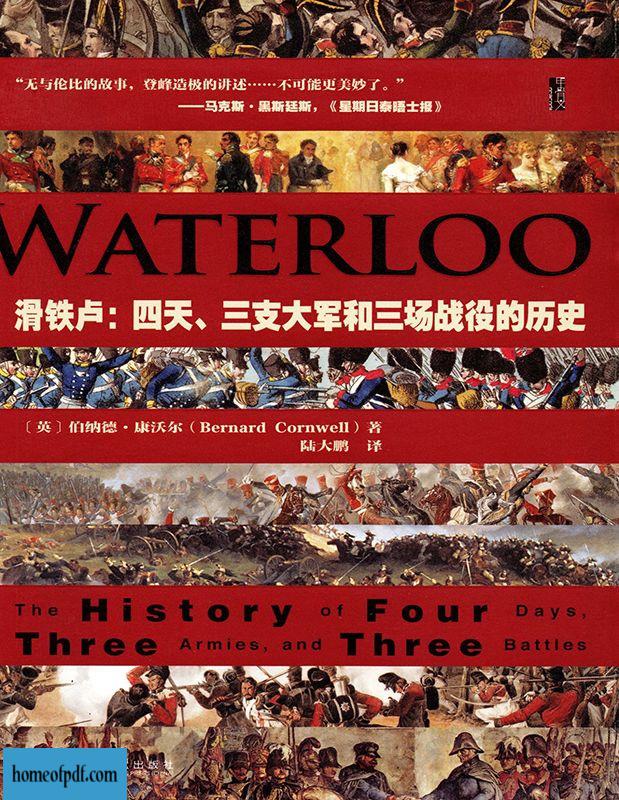 “无与伦比的故事，登峰造极的讲述……不可能更美妙了。”
——马克斯·黑斯廷斯，《星期日泰晤士报》
WATERLOO
滑铁卢：四天、三支大军和三场战役的历史
〔英〕伯纳德·康沃尔（Bernard Cornwell）著
陆大鹏 译
The History of Four Days,
Three Armies, and Three Battles
出版社
homeofpdf.com